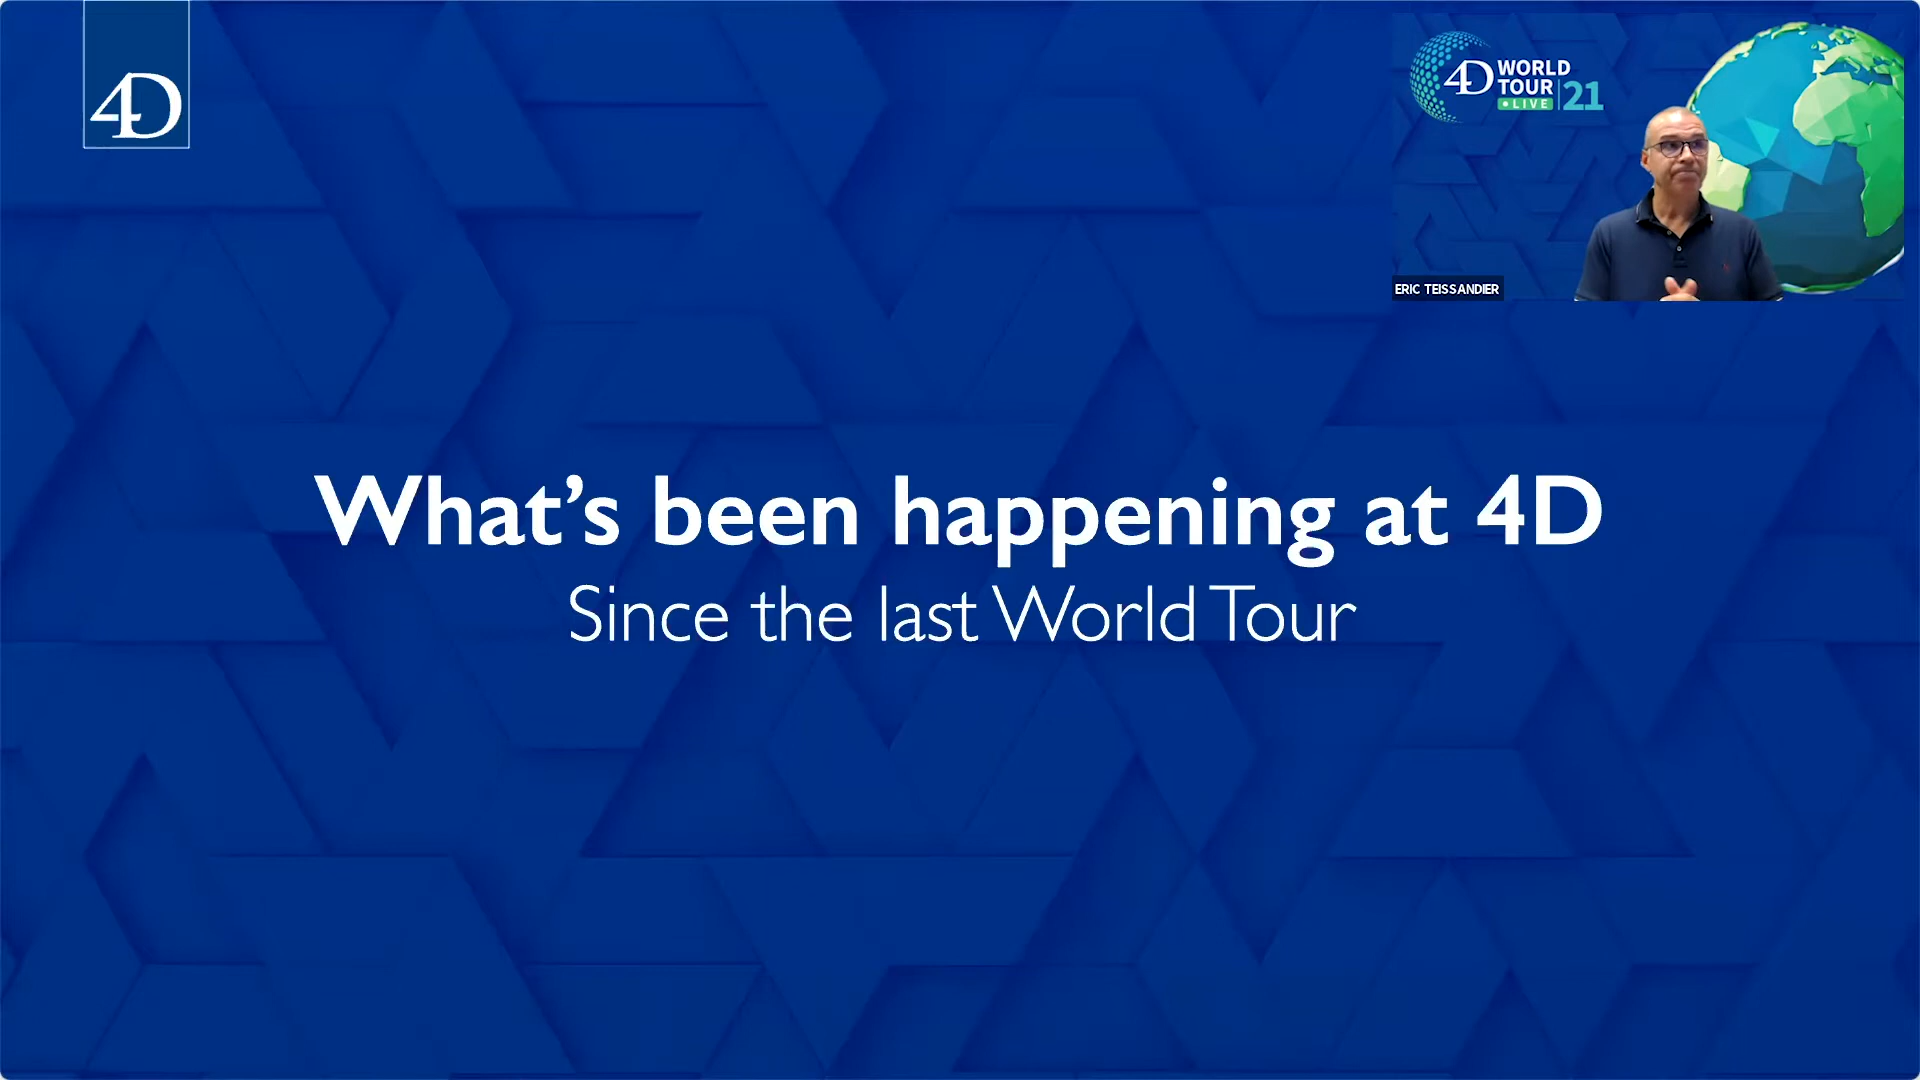 4D
4D WORLD
TOUR
LIVE 21
ERIC TEISSANDIER
What's been happening at 4D
Since the last World Tour